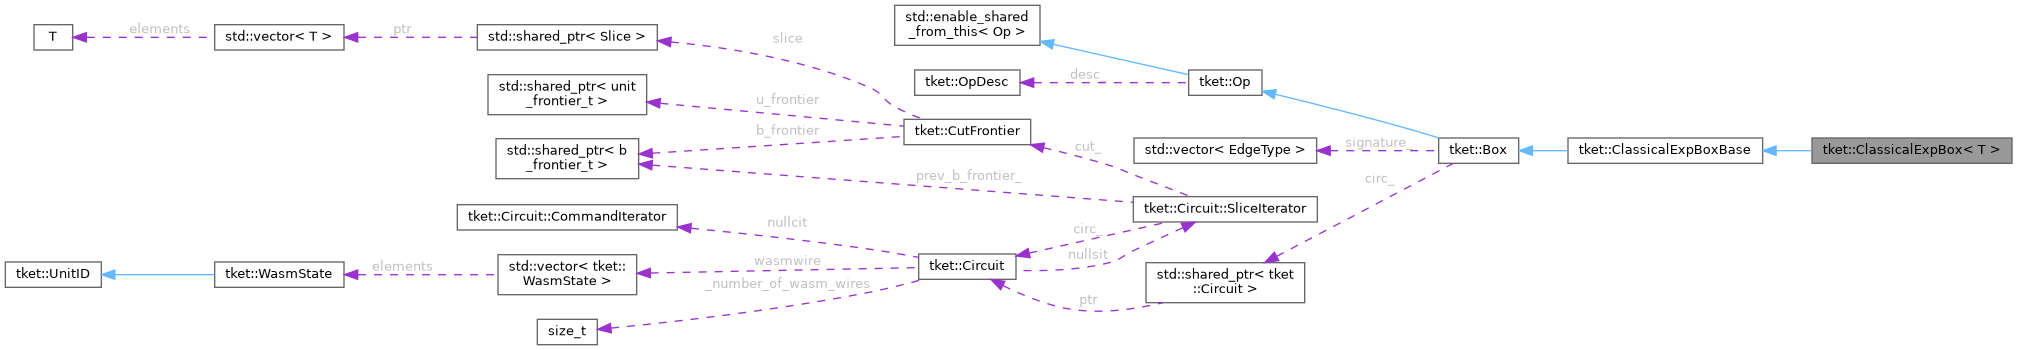 std::enable_shared
_from_this< Op >
T
elements
std::vector< T >
ptr
std::shared_ptr< Slice >
slice
tket::OpDesc
desc_
tket::Op
std::shared_ptr< unit
_frontier_t >
u_frontier
b_frontier
tket::CutFrontier
std::shared_ptr< b
_frontier_t >
cut_
std::vector< EdgeType >
signature_
tket::Box
tket::ClassicalExpBoxBase
tket::ClassicalExpBox< T >
prev_b_frontier_
circ_
tket::Circuit::CommandIterator
nullcit
tket::Circuit::SliceIterator
circ_
nullsit
tket::UnitID
tket::WasmState
elements
std::vector< tket::
WasmState >
wasmwire
_number_of_wasm_wires
tket::Circuit
std::shared_ptr< tket
::Circuit >
ptr
size_t